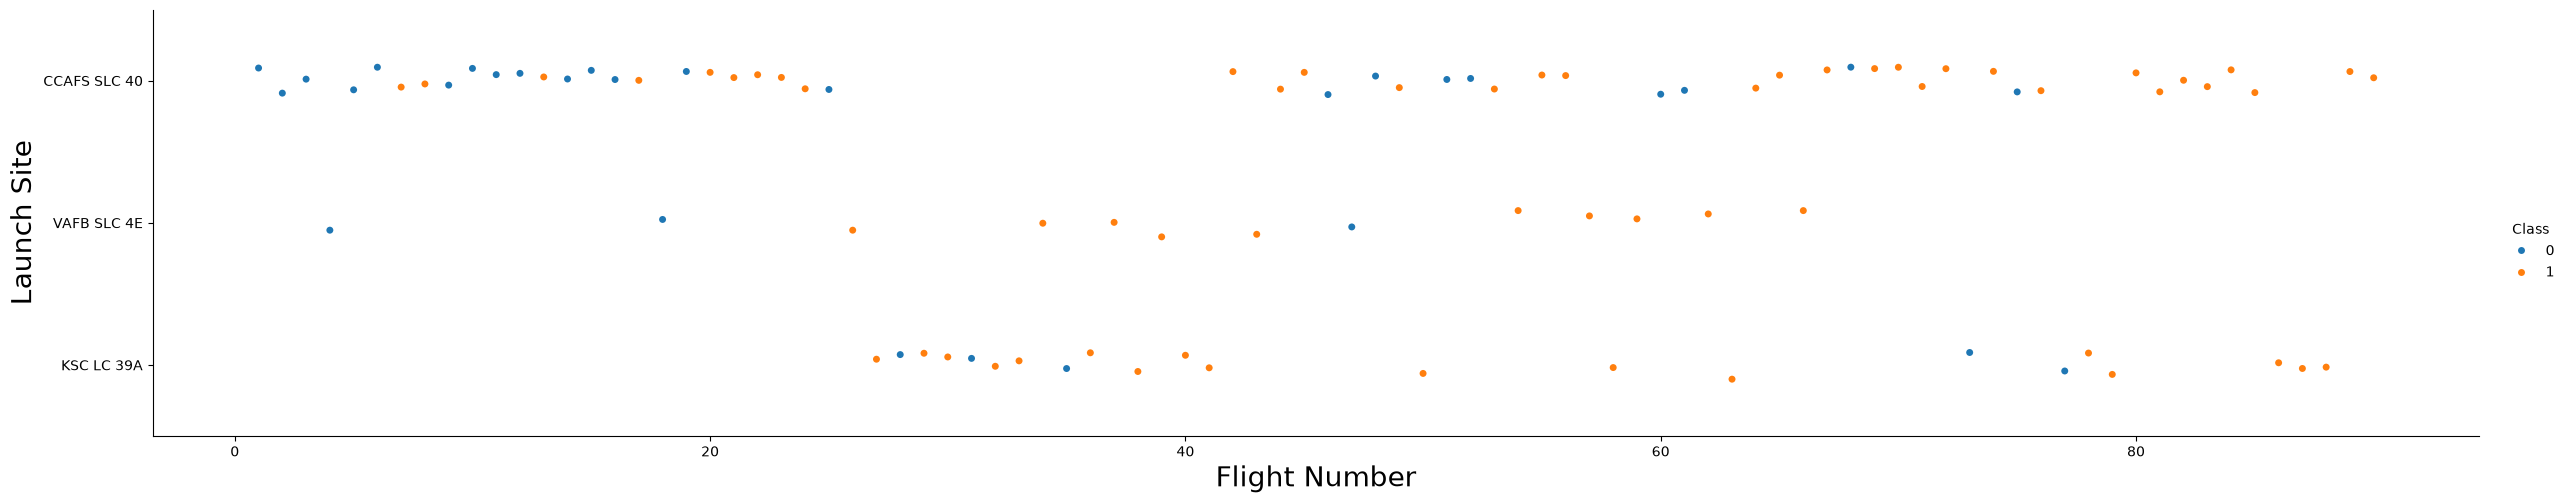 Launch Site
CCAFS SLC 40
VAFB SLC 4E
KSC LC 39A
0 20 40 60 80
Flight Number
Class
0
1